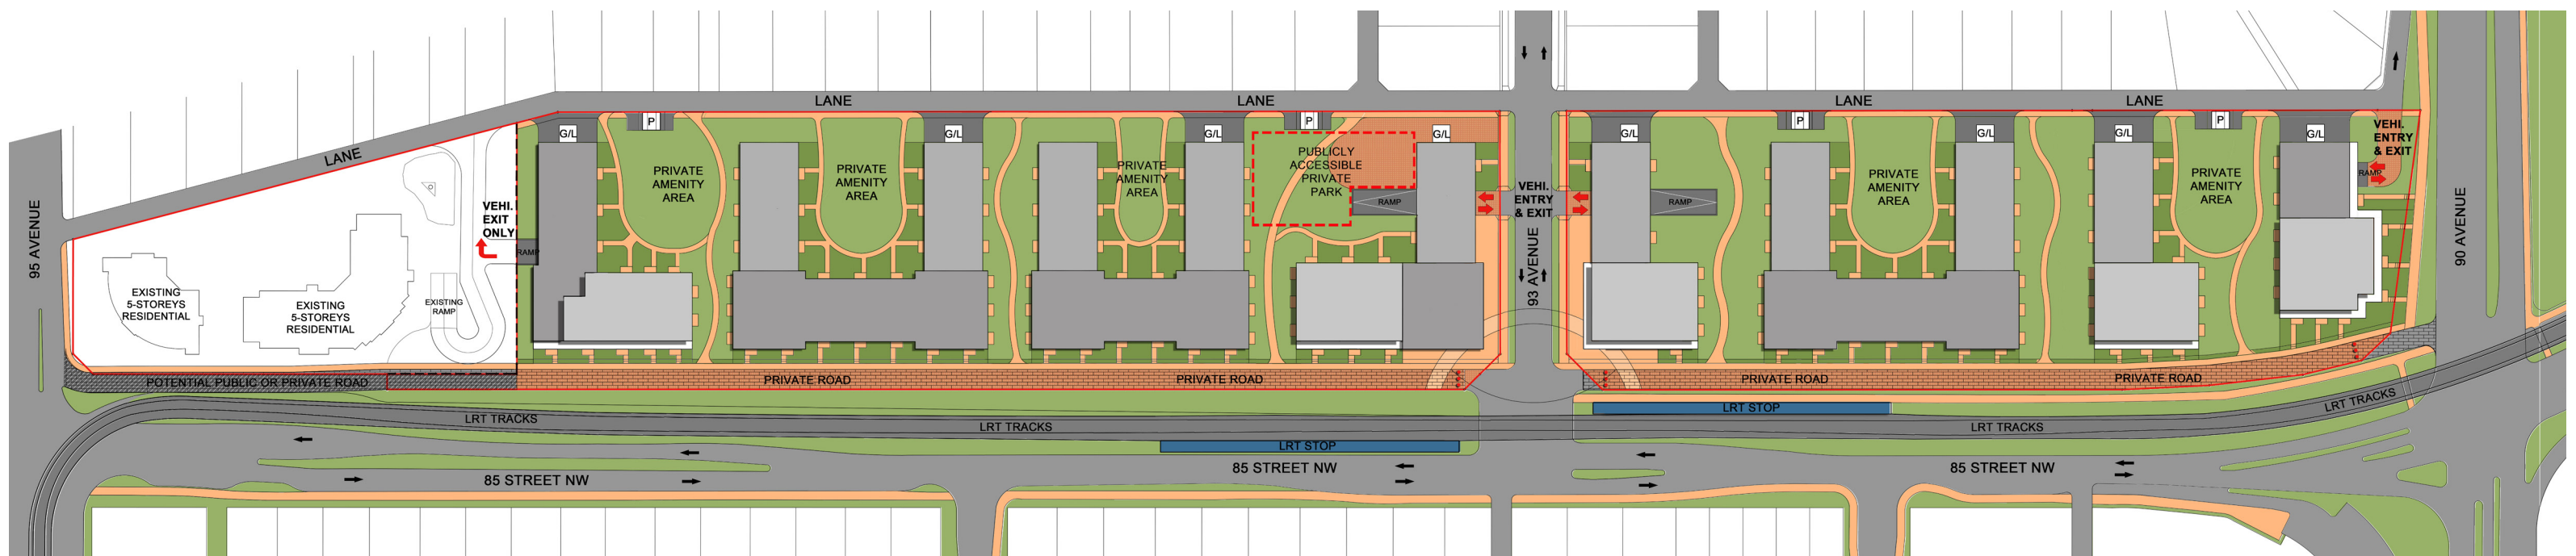 LANE
LANE
LANE
LANE
LANE
95 AVENUE
EXISTING
5-STOREYS
RESIDENTIAL
EXISTING
5-STOREYS
RESIDENTIAL
EXISTING
RAMP
VEHI.
EXIT
ONLY
RAMP
G/L
P
PRIVATE
AMENITY
AREA
PRIVATE
AMENITY
AREA
G/L
PRIVATE
AMENITY
AREA
G/L
P
PUBLICLY
ACCESSIBLE
PRIVATE
PARK
G/L
RAMP
VEHI.
ENTRY
& EXIT
93 AVENUE
G/L
RAMP
P
PRIVATE
AMENITY
AREA
G/L
G/L
P
PRIVATE
AMENITY
AREA
G/L
VEHI.
ENTRY
& EXIT
RAMP
90 AVENUE
POTENTIAL PUBLIC OR PRIVATE ROAD
PRIVATE ROAD
PRIVATE ROAD
PRIVATE ROAD
PRIVATE ROAD
LRT TRACKS
LRT TRACKS
LRT STOP
LRT STOP
LRT TRACKS
LRT TRACKS
85 STREET NW
85 STREET NW
85 STREET NW